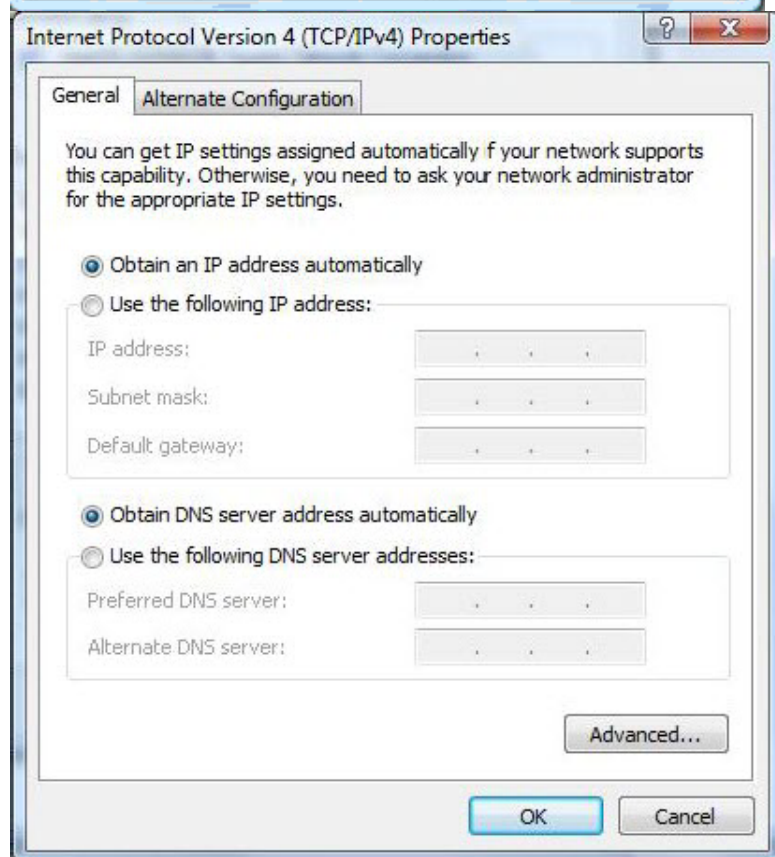 Internet Protocol Version 4 (TCP/IPv4) Properties
General
Alternate Configuration
You can get IP settings assigned automatically if your network supports
this capability. Otherwise, you need to ask your network administrator
for the appropriate IP settings.
Obtain an IP address automatically
Use the following IP address:
IP address:
Subnet mask:
Default gateway:
Obtain DNS server address automatically
Use the following DNS server addresses:
Preferred DNS server:
Alternate DNS server:
Advanced...
OK
Cancel